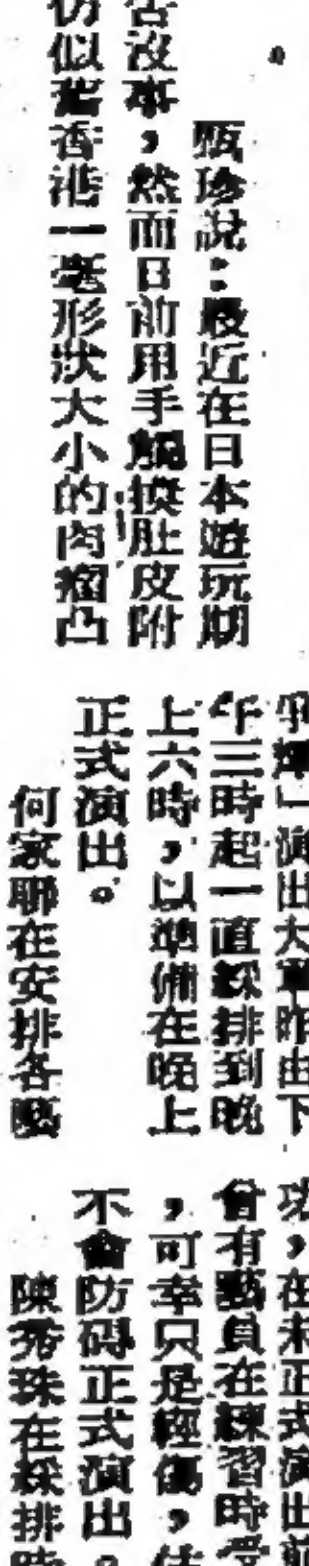 。
甄珍說：最近在日本遊玩期
否沒事，然而日前用手觸摸肚皮附
仿似舊香港一毫形狀大小的肉瘤凸
」演出大軍昨由下
午三時起一直綵排到晚
上六時，以準備在晚上
正式演出。
何家聯在安排各
功，在未正式演出前
曾有藝員在練習時受
，可幸只是輕傷，
不會防碍正式演出。
陳秀珠在綵排時